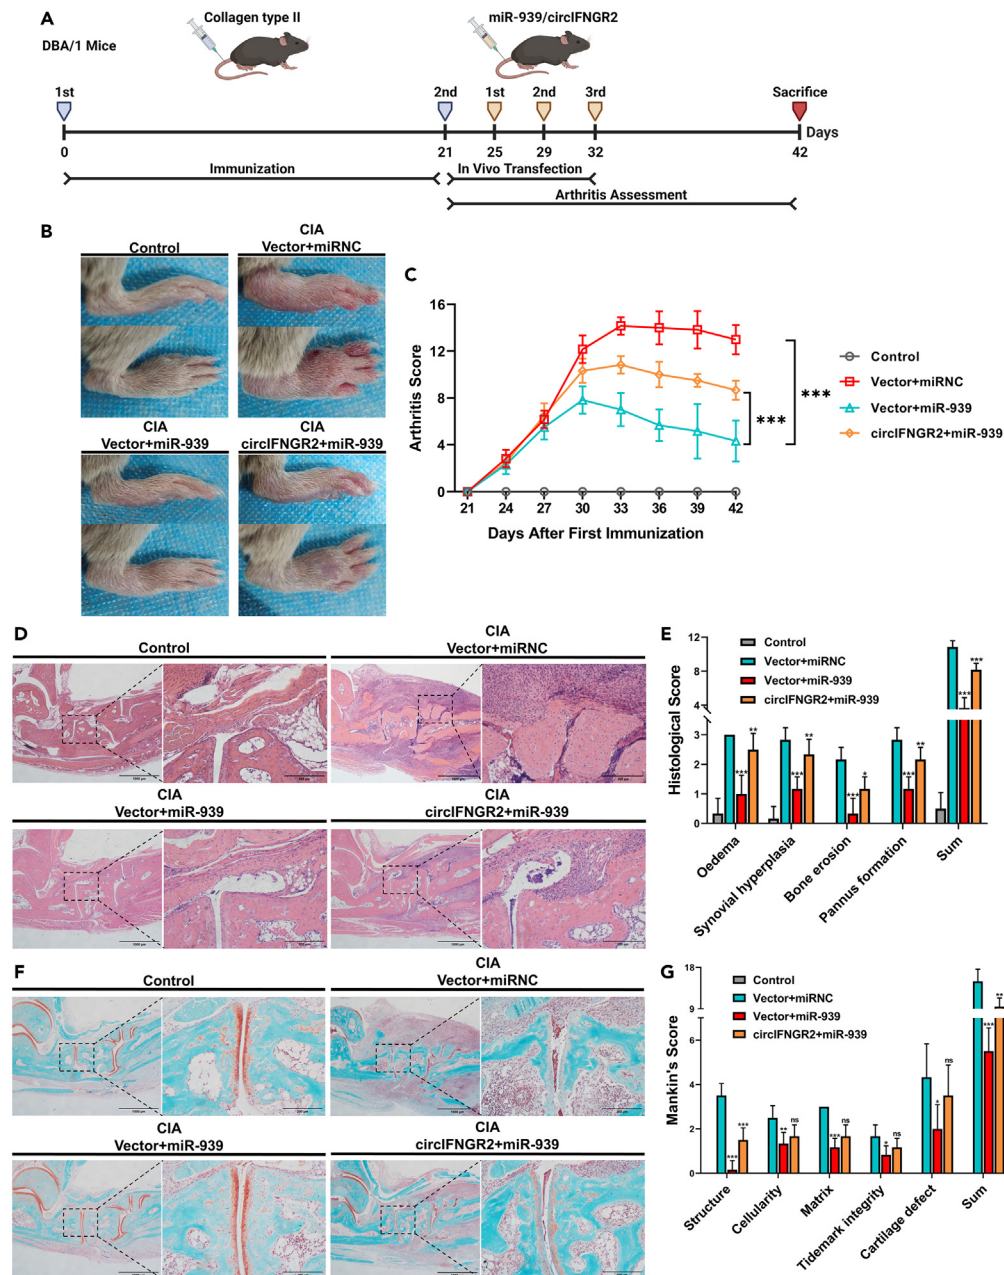 A
Collagen type II
miR-939/circIFNGR2
DBA/1 Mice
1st
2nd
1st
2nd
3rd
Sacrifice
Days
0
21
25
29
32
42
Immunization
In Vivo Transfection
Arthritis Assessment
B
Control
CIA
Vector+miRNC
CIA
Vector+miR-939
CIA
circIFNGR2+miR-939
C
Arthritis Score
16
12
8
4
0
21
24
27
30
33
36
39
42
Days After First Immunization
***
***
Control
Vector+miRNC
Vector+miR-939
circIFNGR2+miR-939
D
Control
CIA
Vector+miRNC
CIA
Vector+miR-939
CIA
circIFNGR2+miR-939
E
Histological Score
12
8
4
3
2
1
0
Control
Vector+miRNC
Vector+miR-939
circIFNGR2+miR-939
***
**
***
**
***
*
***
**
***
***
Oedema
Synovial hyperplasia
Bone erosion
Pannus formation
Sum
F
Control
CIA
Vector+miRNC
CIA
Vector+miR-939
CIA
circIFNGR2+miR-939
G
Mankin's Score
18
9
6
4
2
0
Control
Vector+miRNC
Vector+miR-939
circIFNGR2+miR-939
***
***
**
ns
***
ns
*
ns
*
ns
***
**
Structure
Cellularity
Matrix
Tidemark integrity
Cartilage defect
Sum